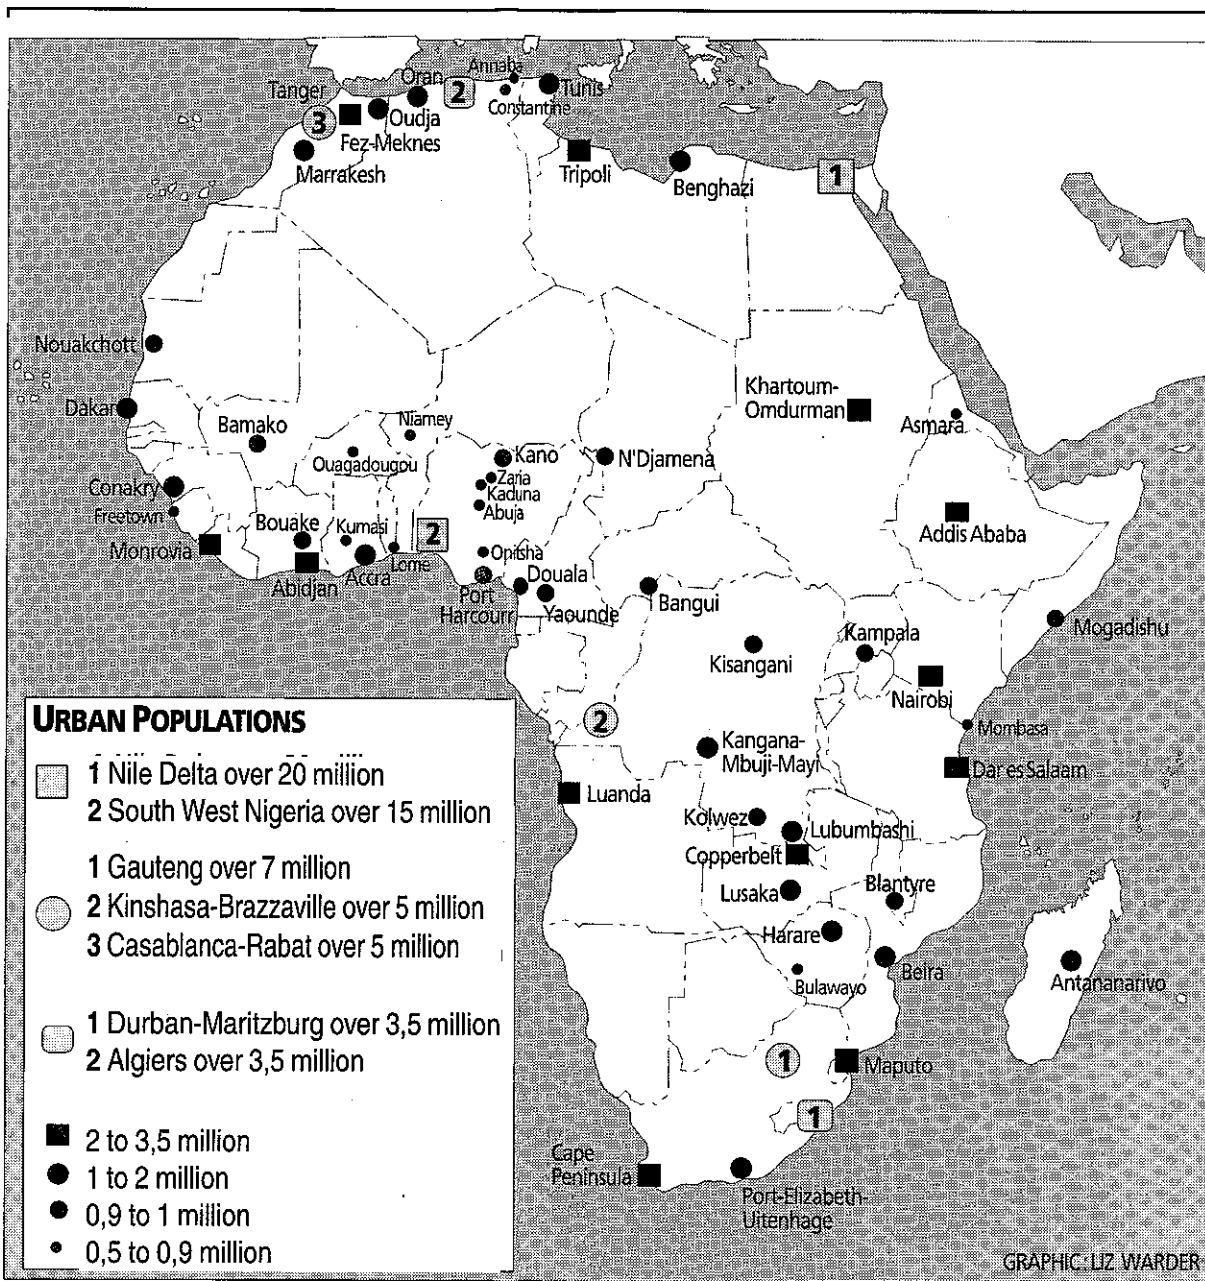 Annaba
Oran
Tanger
2
Tunis
Constantine
3
Oudja
Fez-Meknes
Marrakesh
Tripoli
Benghazi
1
Nouakchott
Khartoum-
Omdurman
Dakar
Niamey
Asmara
Bamako
Kano
N'Djamena
Ouagadougou
Zaria
Kaduna
Conakry
Abuja
Freetown
Bouake
Kumasi
2
Addis Ababa
Monrovia
Onitsha
Lome
Accra
Abidjan
Douala
Port
Harcourr
Yaounde
Bangui
Mogadishu
Kampala
Kisangani
Nairobi
2
Mombasa
Kangana-
Mbuji-Mayi
Dar es Salaam
Luanda
Kolwez
Lubumbashi
Copperbelt
Lusaka
Blantyre
Harare
Beira
Antananarivo
Bulawayo
1
Maputo
1
Cape
Peninsula
Port-Elizabeth-
Uitenhage
URBAN POPULATIONS
1 Nile Delta over 20 million
2 South West Nigeria over 15 million
1 Gauteng over 7 million
2 Kinshasa-Brazzaville over 5 million
3 Casablanca-Rabat over 5 million
1 Durban-Maritzburg over 3,5 million
2 Algiers over 3,5 million
2 to 3,5 million
1 to 2 million
0,9 to 1 million
0,5 to 0,9 million
GRAPHIC: LIZ WARDER